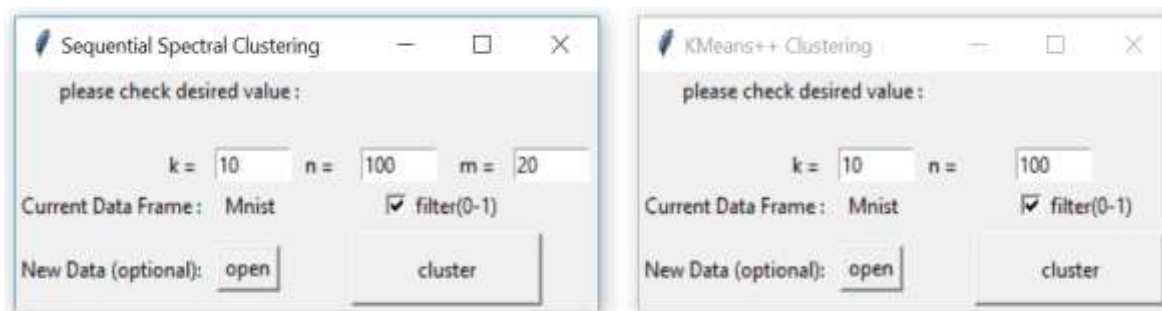 Sequential Spectral Clustering
please check desired value :
k = 10 n = 100 m = 20
Current Data Frame : Mnist filter(0-1)
New Data (optional): open cluster
KMeans++ Clustering
please check desired value :
k = 10 n = 100
Current Data Frame : Mnist filter(0-1)
New Data (optional): open cluster